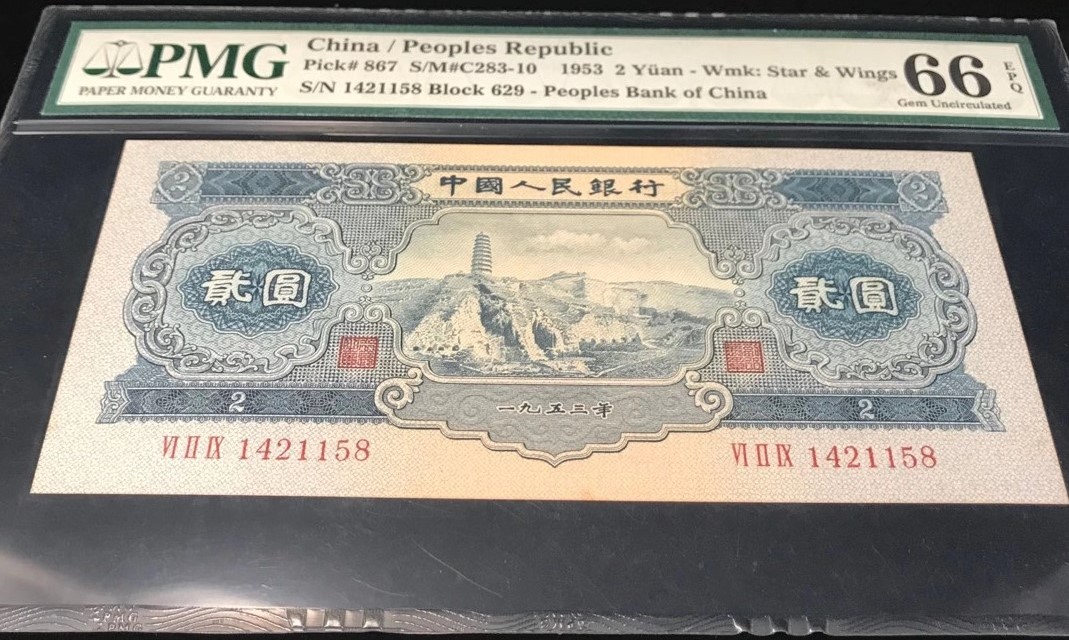 PMG
PAPER MONEY GUARANTY
China / Peoples Republic
Pick# 867 S/M#C283-10 1953 2 Yüan - Wmk: Star & Wings
S/N 1421158 Block 629 - Peoples Bank of China
66 EPQ
Gem Uncirculated
2 中國人民銀行 2
貳圓 貳圓
2 一九五三年 2
VI II IX 1421158 VI II IX 1421158
PMG
PMG